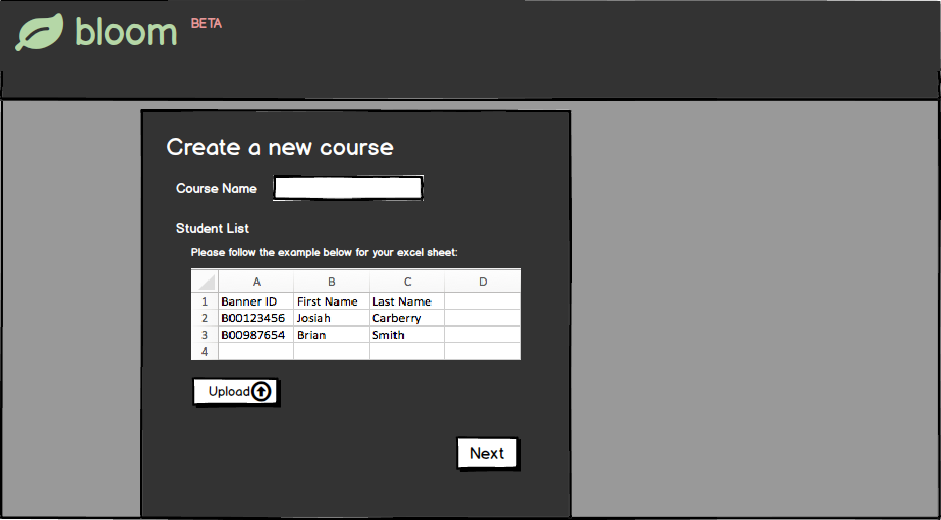 bloom BETA
Create a new course
Course Name
Student List
Please follow the example below for your excel sheet:
A B C D
1 Banner ID First Name Last Name
2 B00123456 Josiah Carberry
3 B00987654 Brian Smith
4
Upload
Next